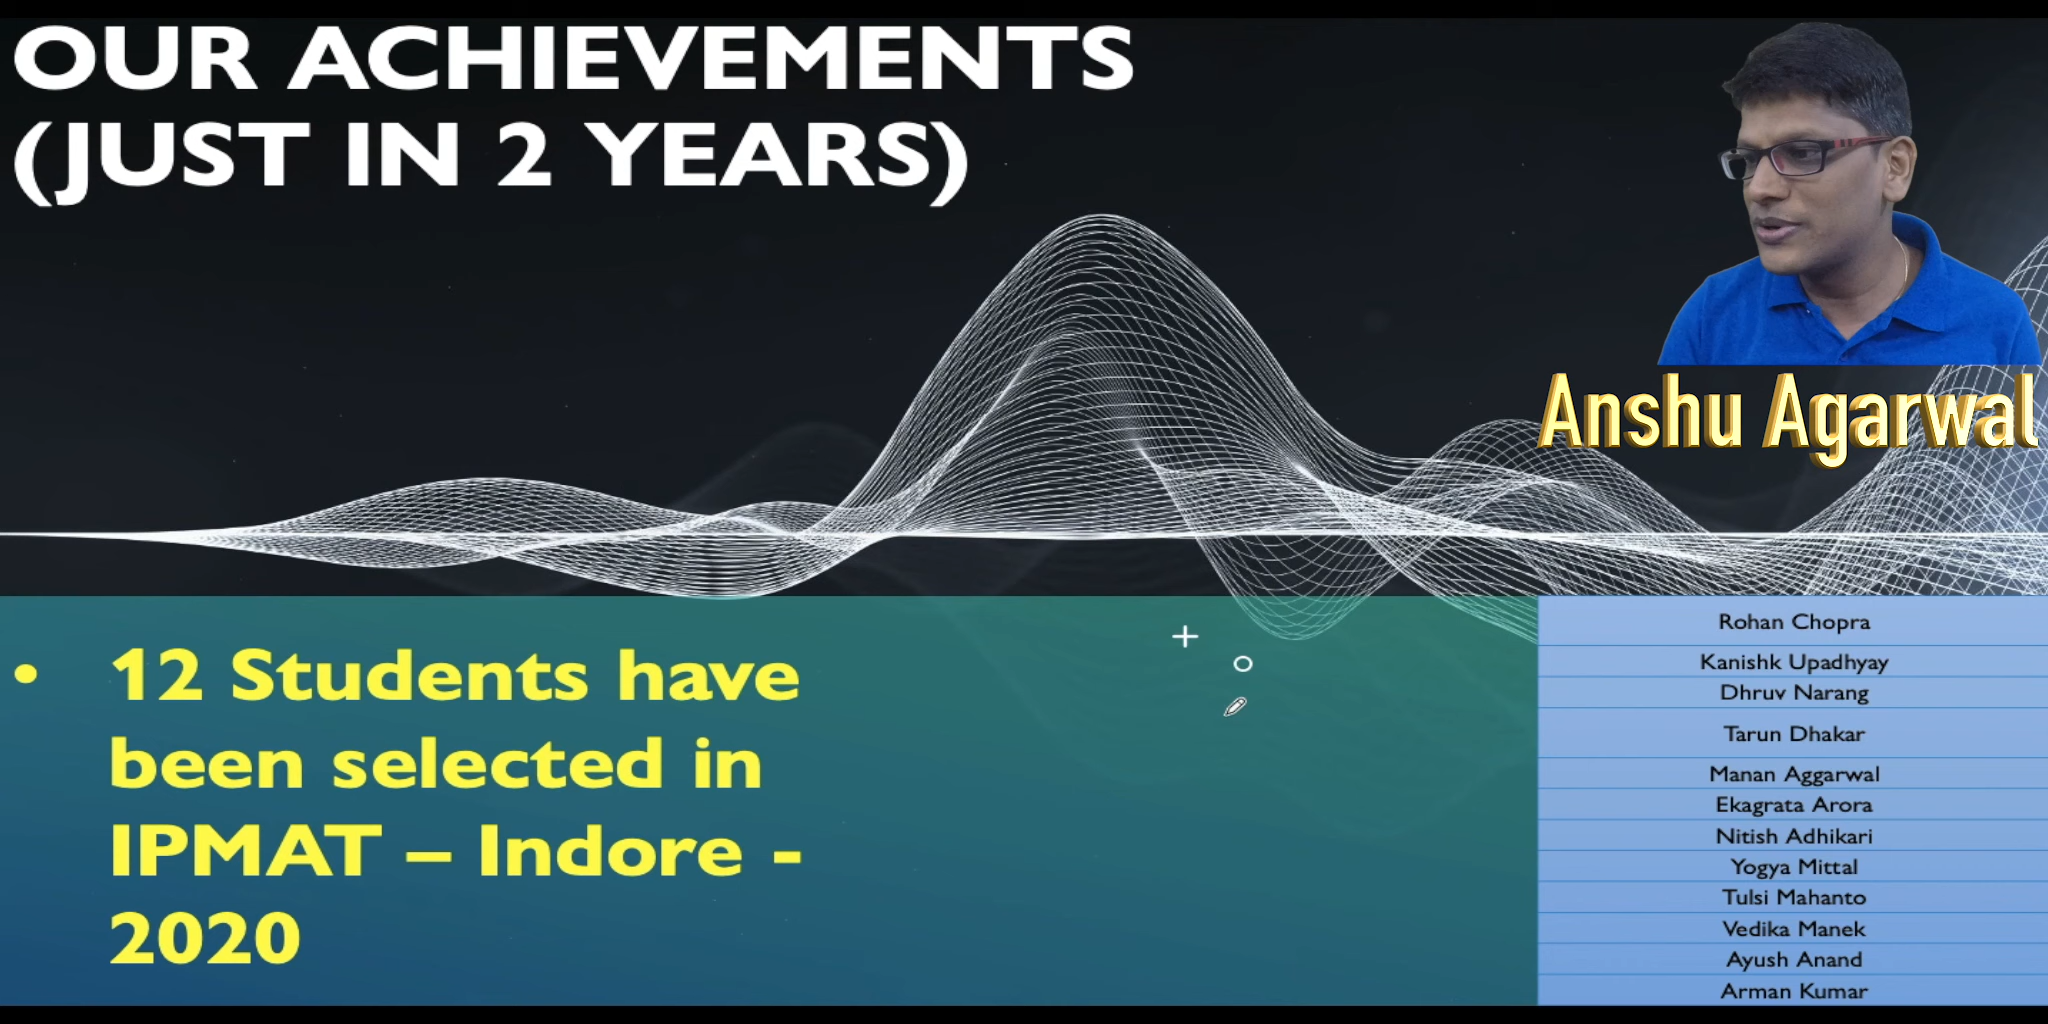 OUR ACHIEVEMENTS
(JUST IN 2 YEARS)
Anshu Agarwal
• 12 Students have
been selected in
IPMAT – Indore -
2020
Rohan Chopra
Kanishk Upadhyay
Dhruv Narang
Tarun Dhakar
Manan Aggarwal
Ekagrata Arora
Nitish Adhikari
Yogya Mittal
Tulsi Mahanto
Vedika Manek
Ayush Anand
Arman Kumar